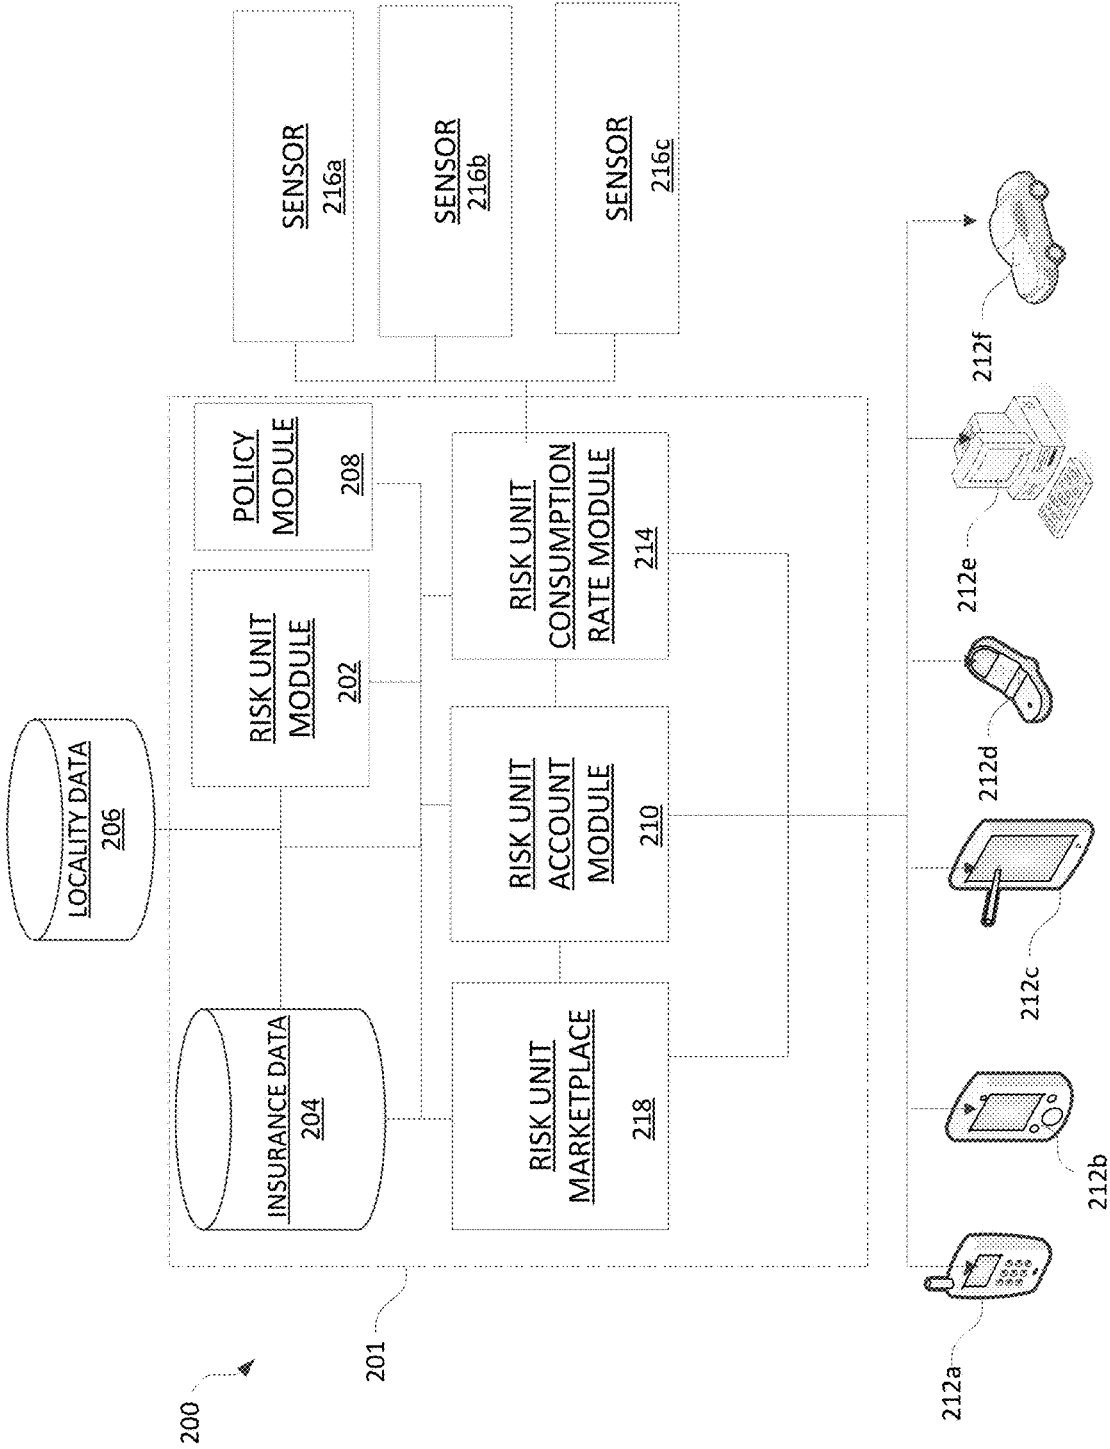 200
201
LOCALITY DATA
206
INSURANCE DATA
204
RISK UNIT
MODULE
202
POLICY
MODULE
208
RISK UNIT
MARKETPLACE
218
RISK UNIT
ACCOUNT
MODULE
210
RISK UNIT
CONSUMPTION
RATE MODULE
214
SENSOR
216a
SENSOR
216b
SENSOR
216c
212a
212b
212c
212d
212e
212f